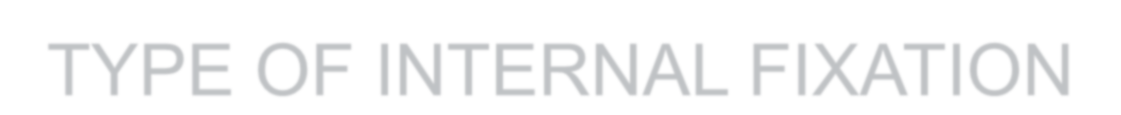 TYPE OF INTERNAL FIXATION